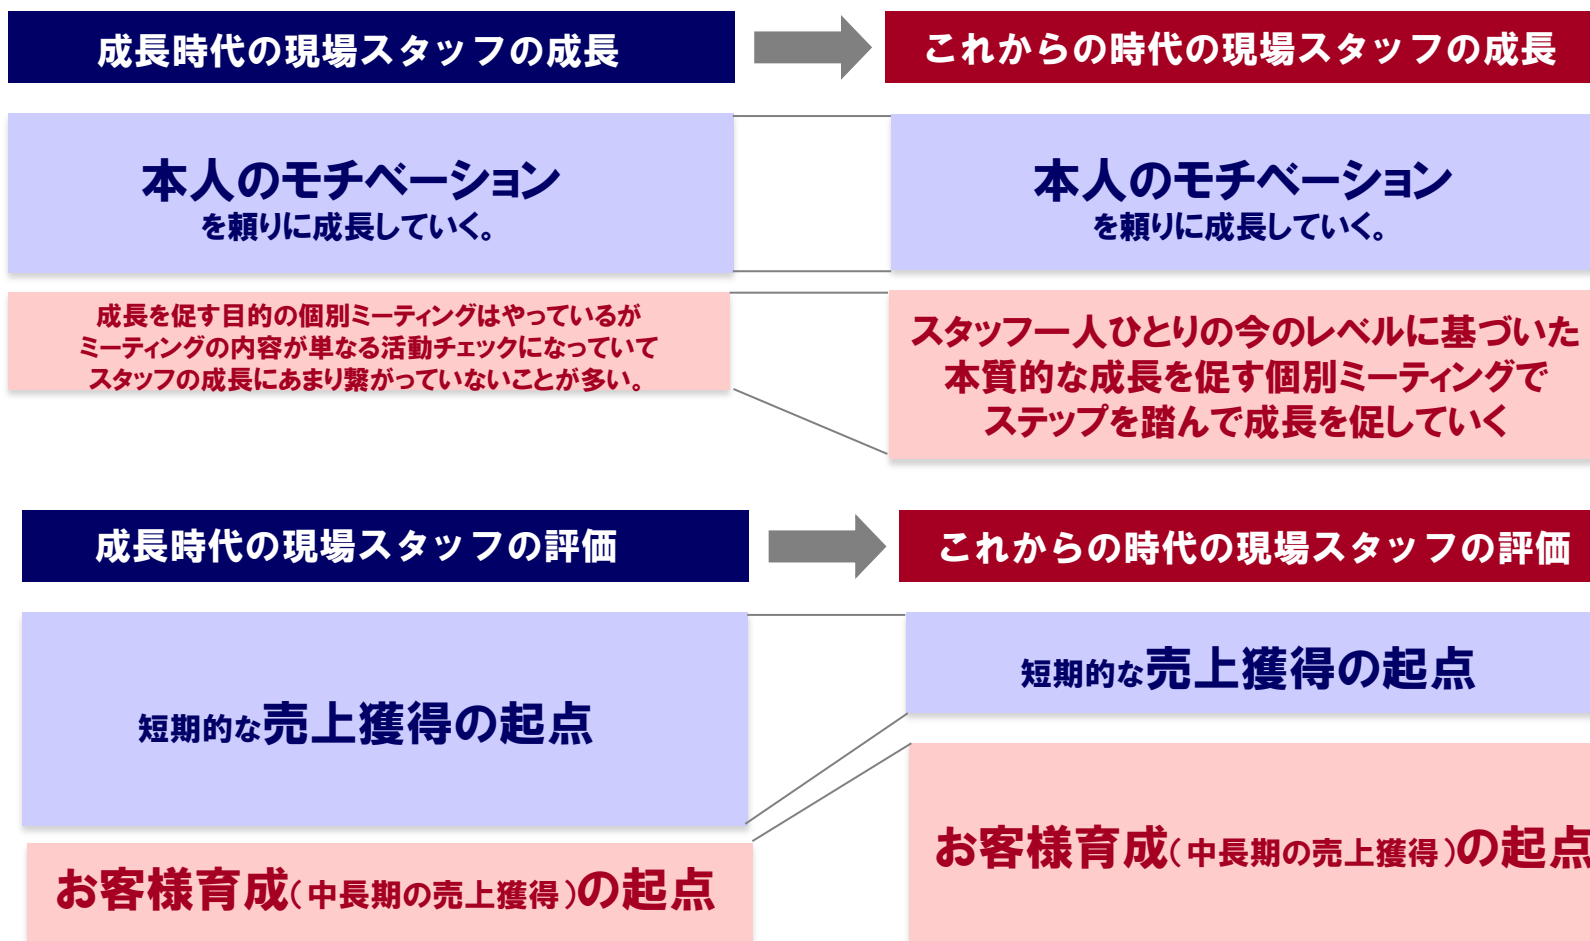 成長時代の現場スタッフの成長
これからの時代の現場スタッフの成長
本人のモチベーション
を頼りに成長していく。
本人のモチベーション
を頼りに成長していく。
成長を促す目的の個別ミーティングはやっているが
ミーティングの内容が単なる活動チェックになっていて
スタッフの成長にあまり繋がっていないことが多い。
スタッフ一人ひとりの今のレベルに基づいた
本質的な成長を促す個別ミーティングで
ステップを踏んで成長を促していく
成長時代の現場スタッフの評価
これからの時代の現場スタッフの評価
短期的な売上獲得の起点
短期的な売上獲得の起点
お客様育成(中長期の売上獲得)の起点
お客様育成(中長期の売上獲得)の起点